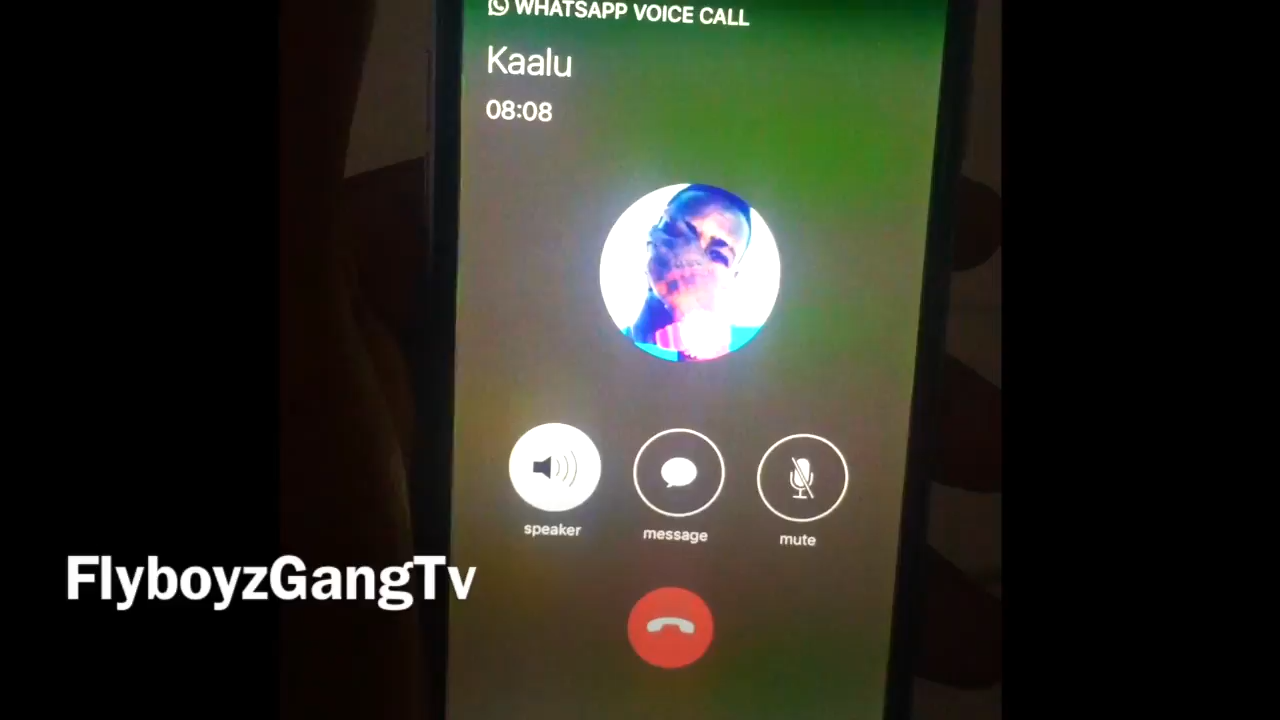 WHATSAPP VOICE CALL
Kaalu
08:08
speaker
message
mute
FlyboyzGangTv